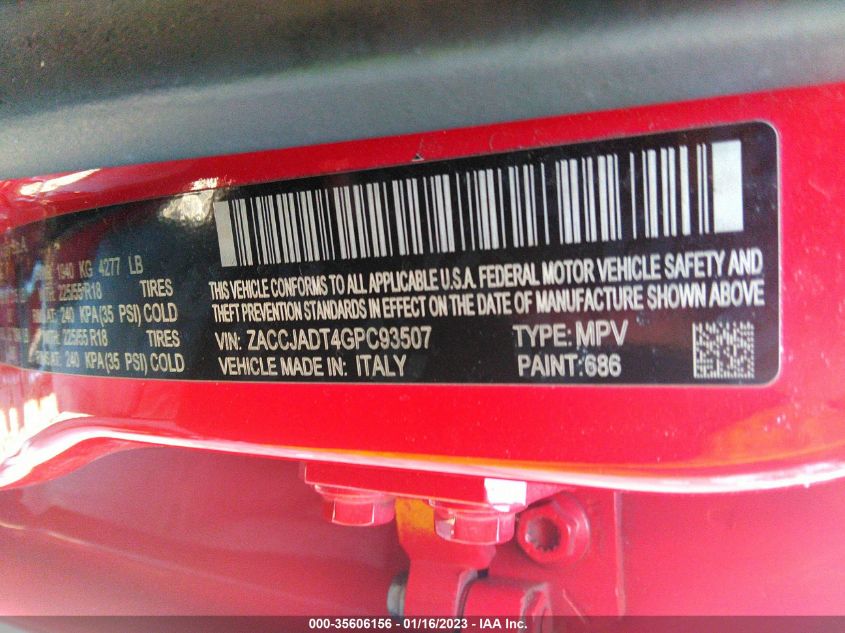 1940 KG 4277 LB
225/55 R18 TIRES
240 KPA(35 PSI) COLD
225/55 R18 TIRES
240 KPA(35 PSI) COLD
THIS VEHICLE CONFORMS TO ALL APPLICABLE U.S.A. FEDERAL MOTOR VEHICLE SAFETY AND
THEFT PREVENTION STANDARDS IN EFFECT ON THE DATE OF MANUFACTURE SHOWN ABOVE
VIN: ZACCJADT4GPC93507 TYPE: MPV
VEHICLE MADE IN: ITALY PAINT: 686
000-35606156 - 01/16/2023 - IAA Inc.